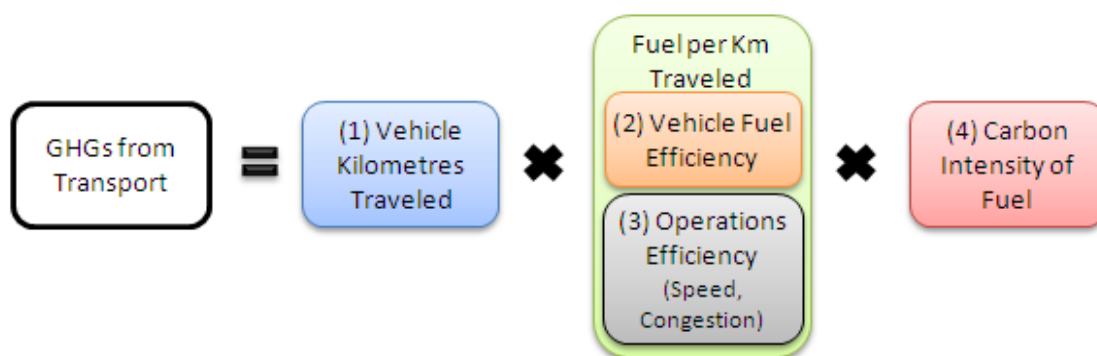 GHGs from
Transport
=
(1) Vehicle
Kilometres
Traveled
✖
Fuel per Km
Traveled
(2) Vehicle Fuel
Efficiency
(3) Operations
Efficiency
(Speed,
Congestion)
✖
(4) Carbon
Intensity of
Fuel